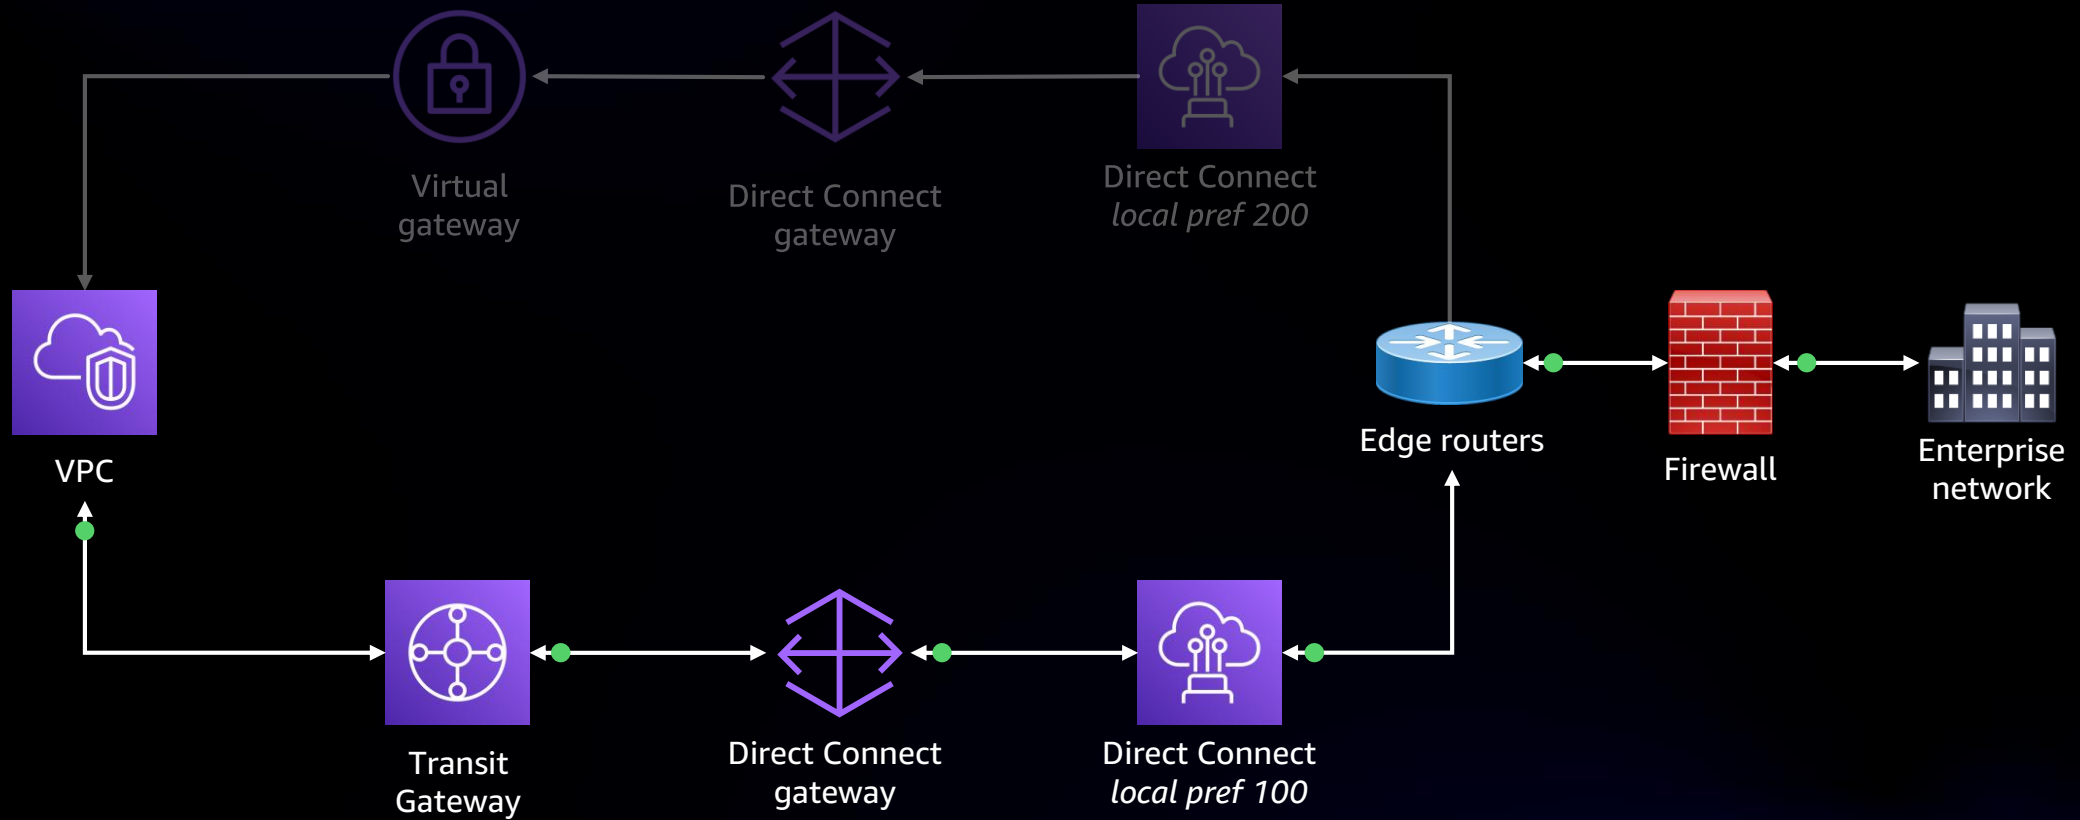 Virtual
gateway
Direct Connect
gateway
Direct Connect
local pref 200
VPC
Edge routers
Firewall
Enterprise
network
Transit
Gateway
Direct Connect
gateway
Direct Connect
local pref 100